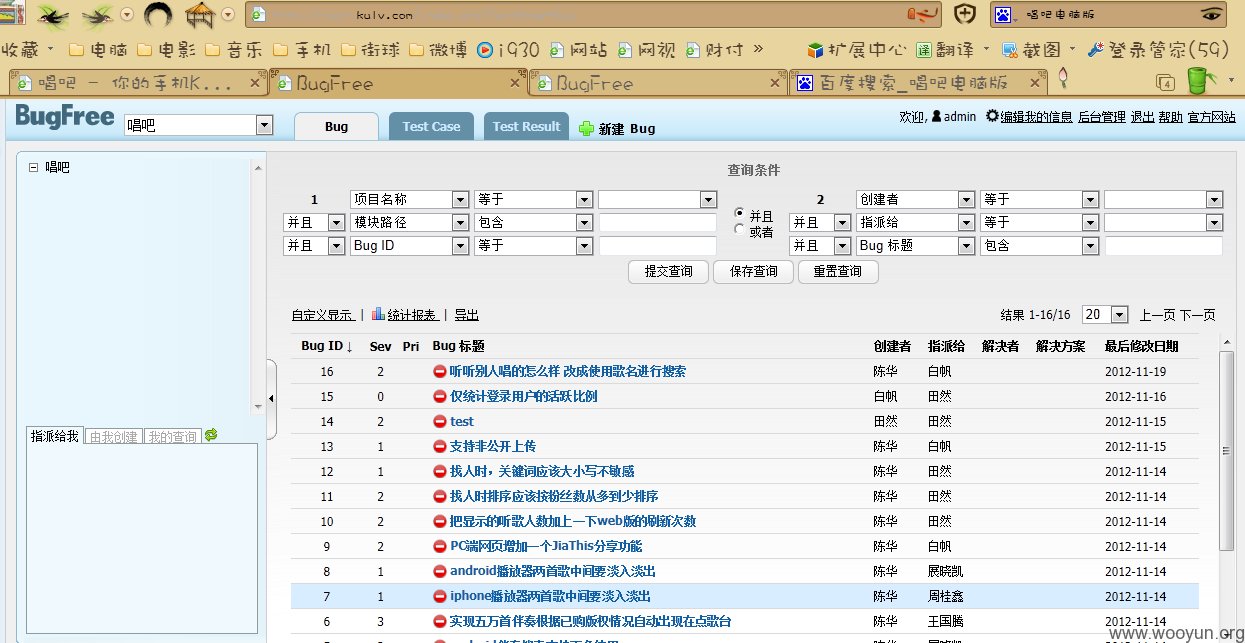 kulv.com 唱吧电脑版
收藏 电脑 电影 音乐 手机 街球 微博 i930 网站 网视 财付 » 扩展中心 翻译 截图 登录管家(59)
唱吧 - 你的手机K... BugFree BugFree 百度搜索_唱吧电脑版 4
BugFree 唱吧 Bug Test Case Test Result 新建 Bug 欢迎, admin 编辑我的信息 后台管理 退出 帮助 官方网站
唱吧
查询条件
1 项目名称 等于 2 创建者 等于
并且 模块路径 包含 并且 并且 指派给 等于
或者
并且 Bug ID 等于 并且 Bug 标题 包含
提交查询 保存查询 重置查询
自定义显示 | 统计报表 | 导出 结果 1-16/16 20 上一页 下一页
Bug ID↓ Sev Pri Bug 标题 创建者 指派给 解决者 解决方案 最后修改日期
16 2 听听别人唱的怎么样 改成使用歌名进行搜索 陈华 白帆 2012-11-19
15 0 仅统计登录用户的活跃比例 白帆 田然 2012-11-16
14 2 test 田然 田然 2012-11-15
13 1 支持非公开上传 陈华 白帆 2012-11-15
指派给我 由我创建 我的查询
12 1 找人时，关键词应该大小写不敏感 陈华 田然 2012-11-14
11 2 找人时排序应该按粉丝数从多到少排序 陈华 田然 2012-11-14
10 2 把显示的听歌人数加上一下web版的刷新次数 陈华 田然 2012-11-14
9 2 PC端网页增加一个JiaThis分享功能 陈华 白帆 2012-11-14
8 1 android播放器两首歌中间要淡入淡出 陈华 展晓凯 2012-11-14
7 1 iphone播放器两首歌中间要淡入淡出 陈华 周桂鑫 2012-11-14
6 3 实现五万首伴奏根据已购版权情况自动出现在点歌台 陈华 王国腾 2012-11-14
www.wooyun.org